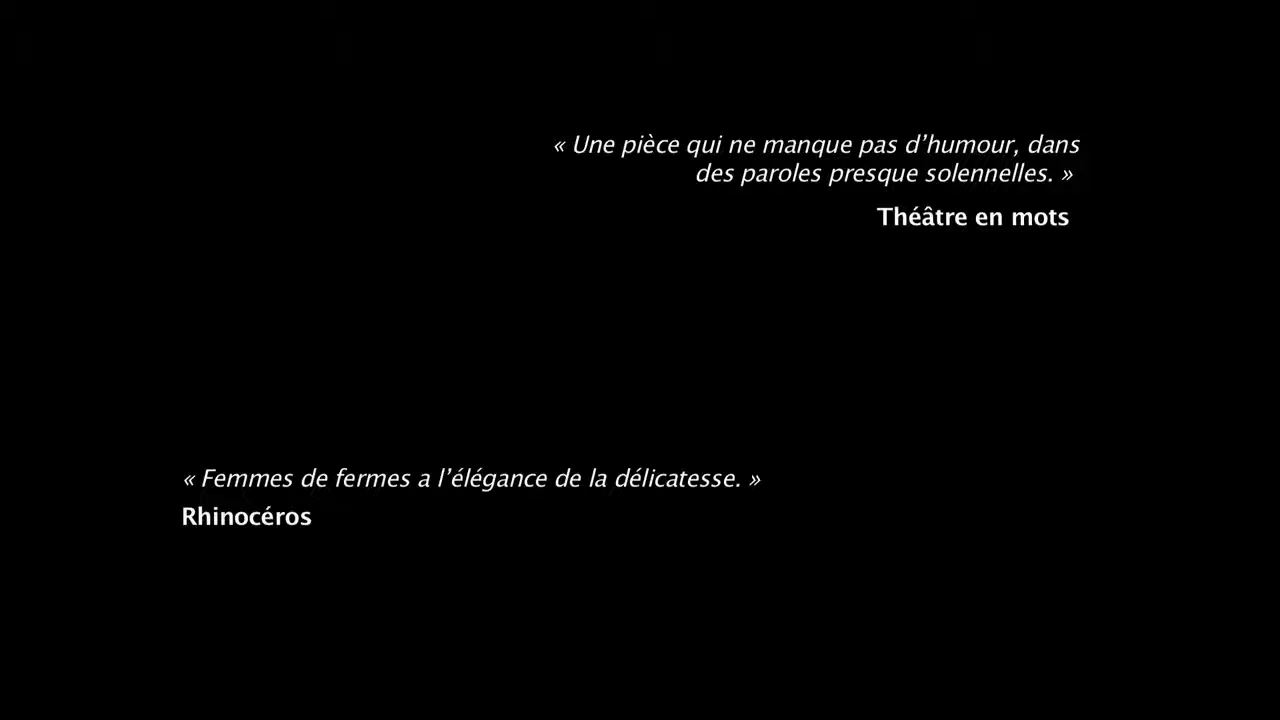 « Une pièce qui ne manque pas d’humour, dans
des paroles presque solennelles. »
Théâtre en mots
« Femmes de fermes a l’élégance de la délicatesse. »
Rhinocéros